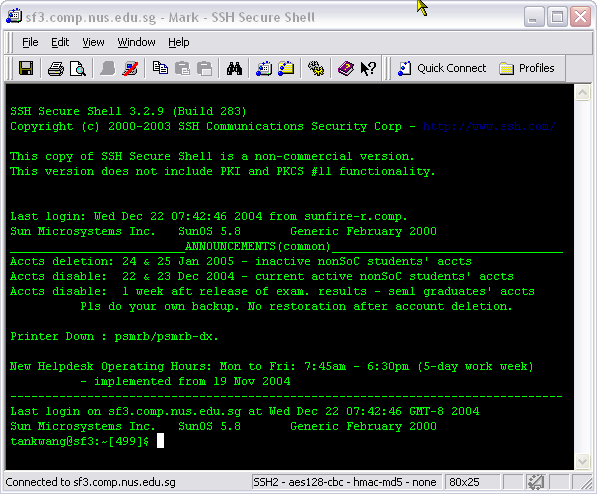 sf3.comp.nus.edu.sg - Mark - SSH Secure Shell
File Edit View Window Help
Quick Connect Profiles
SSH Secure Shell 3.2.9 (Build 283)
Copyright (c) 2000-2003 SSH Communications Security Corp - http://www.ssh.com/
This copy of SSH Secure Shell is a non-commercial version.
This version does not include PKI and PKCS #11 functionality.
Last login: Wed Dec 22 07:42:46 2004 from sunfire-r.comp.
Sun Microsystems Inc. SunOS 5.8 Generic February 2000
ANNOUNCEMENTS(common)
Accts deletion: 24 & 25 Jan 2005 - inactive nonSoC students' accts
Accts disable: 22 & 23 Dec 2004 - current active nonSoC students' accts
Accts disable: 1 week aft release of exam. results - sem1 graduates' accts
Pls do your own backup. No restoration after account deletion.
Printer Down : psmrb/psmrb-dx.
New Helpdesk Operating Hours: Mon to Fri: 7:45am - 6:30pm (5-day work week)
- implemented from 19 Nov 2004
-------------------------------------------------------------------------------
Last login on sf3.comp.nus.edu.sg at Wed Dec 22 07:42:46 GMT-8 2004
Sun Microsystems Inc. SunOS 5.8 Generic February 2000
tankwang@sf3:~[499]$
Connected to sf3.comp.nus.edu.sg SSH2 - aes128-cbc - hmac-md5 - none 80x25